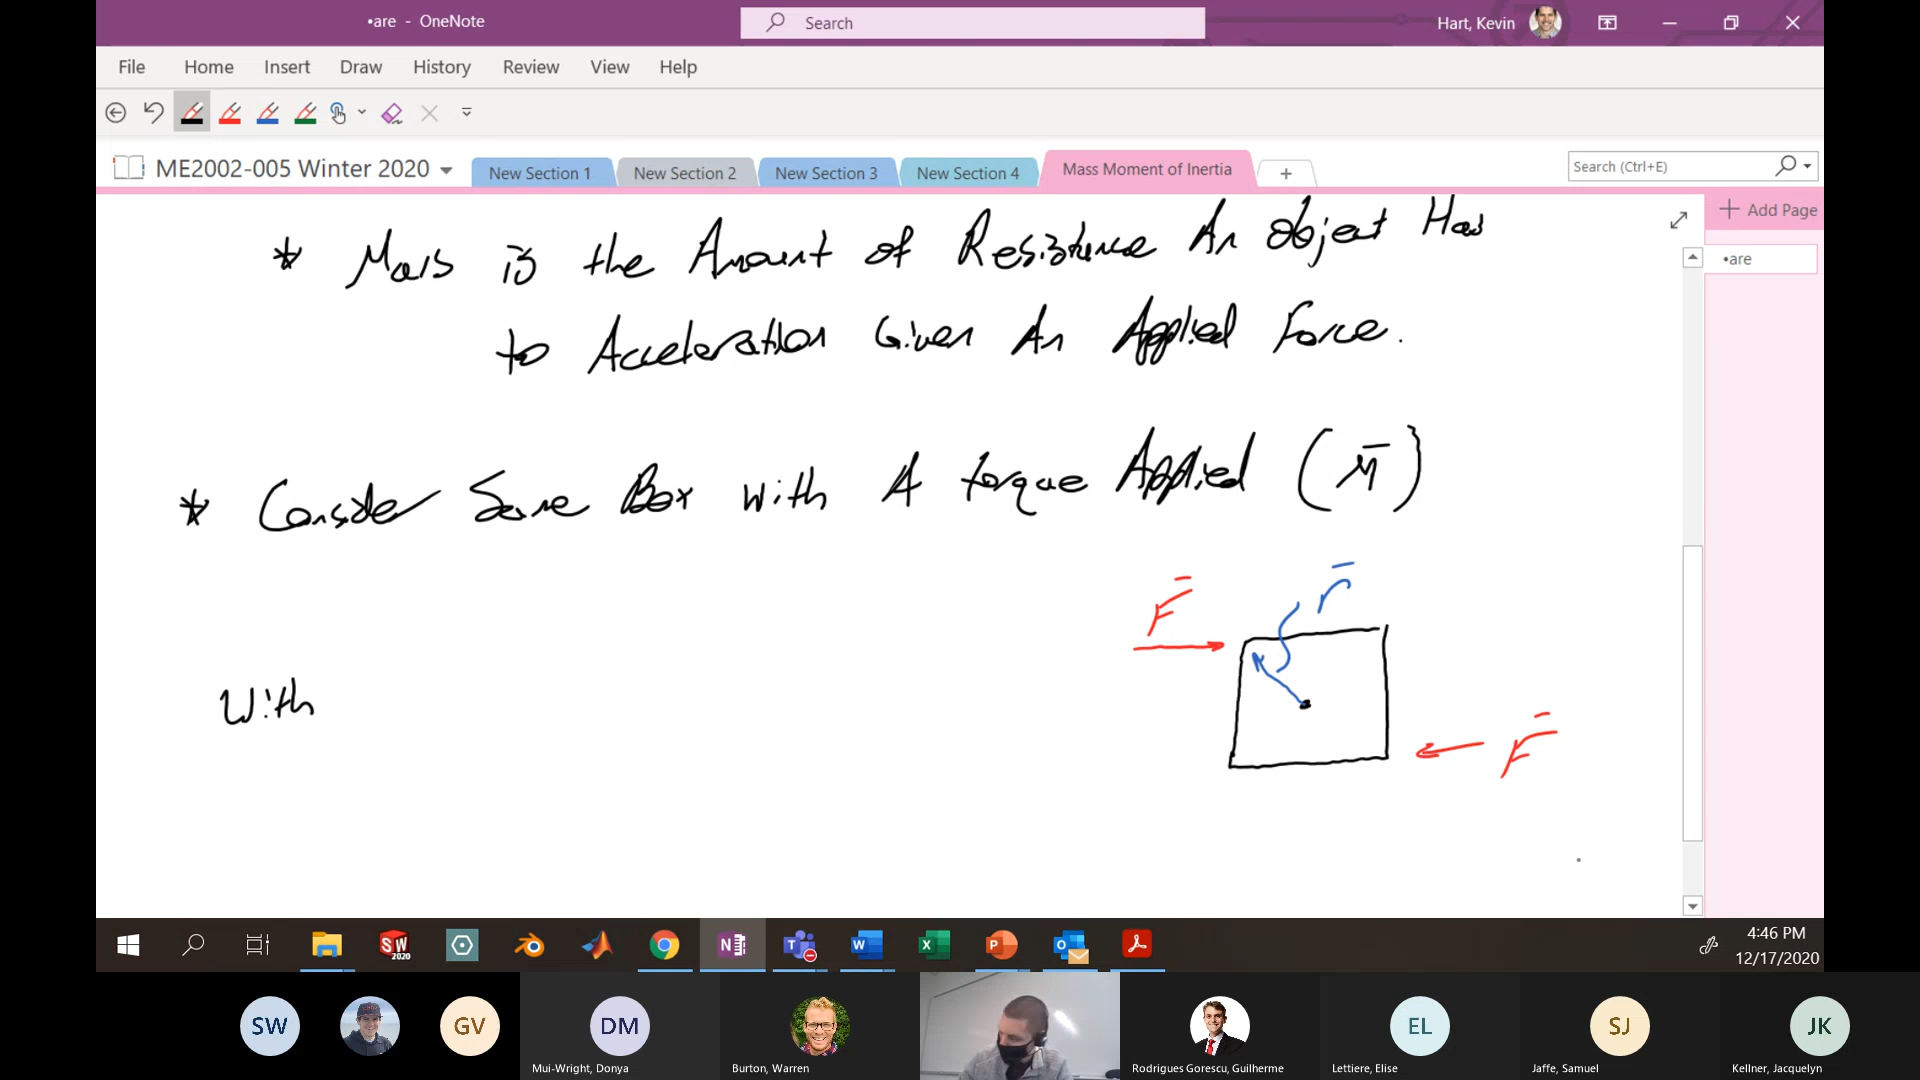 •are - OneNote
Search
Hart, Kevin
File Home Insert Draw History Review View Help
ME2002-005 Winter 2020
New Section 1
New Section 2
New Section 3
New Section 4
Mass Moment of Inertia
+
Search (Ctrl+E)
Add Page
•are
* Mass is the Amount of Resistence An Object Has
to Acceleration Given An Applied Force.
* Consider Same Box With A torque Applied (M̄)
F̄
r̄
With
F̄
SW 2020
4:46 PM
12/17/2020
SW
GV
DM
EL
SJ
JK
Mui-Wright, Donya
Burton, Warren
Rodrigues Gorescu, Guilherme
Lettiere, Elise
Jaffe, Samuel
Kellner, Jacquelyn